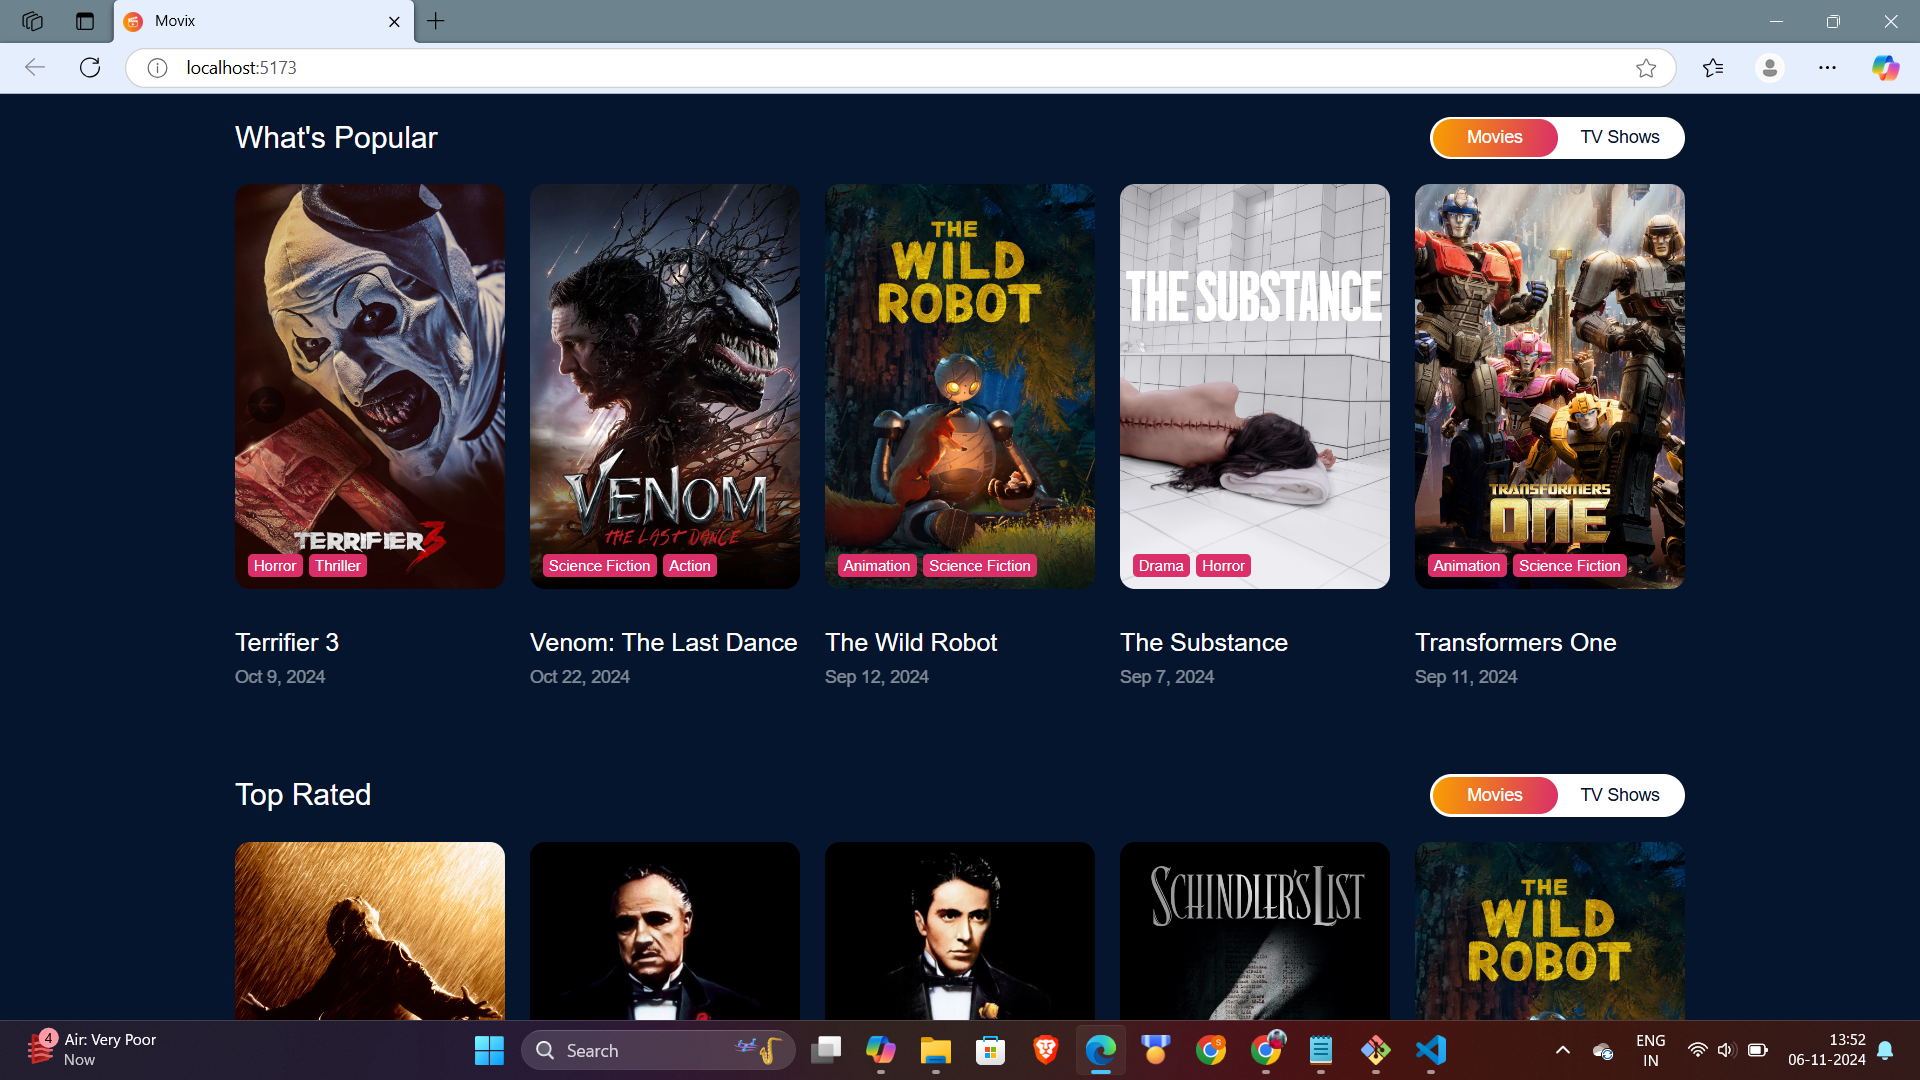 Movix
localhost:5173
What's Popular
Movies
TV Shows
TERRIFIER 3
Horror
Thriller
VENOM
THE LAST DANCE
Science Fiction
Action
THE
WILD
ROBOT
Animation
Science Fiction
THE SUBSTANCE
Drama
Horror
TRANSFORMERS
ONE
Animation
Science Fiction
Terrifier 3
Oct 9, 2024
Venom: The Last Dance
Oct 22, 2024
The Wild Robot
Sep 12, 2024
The Substance
Sep 7, 2024
Transformers One
Sep 11, 2024
Top Rated
Movies
TV Shows
SCHINDLER'S LIST
THE
WILD
ROBOT
4
Air: Very Poor
Now
Search
S
ENG
IN
13:52
06-11-2024